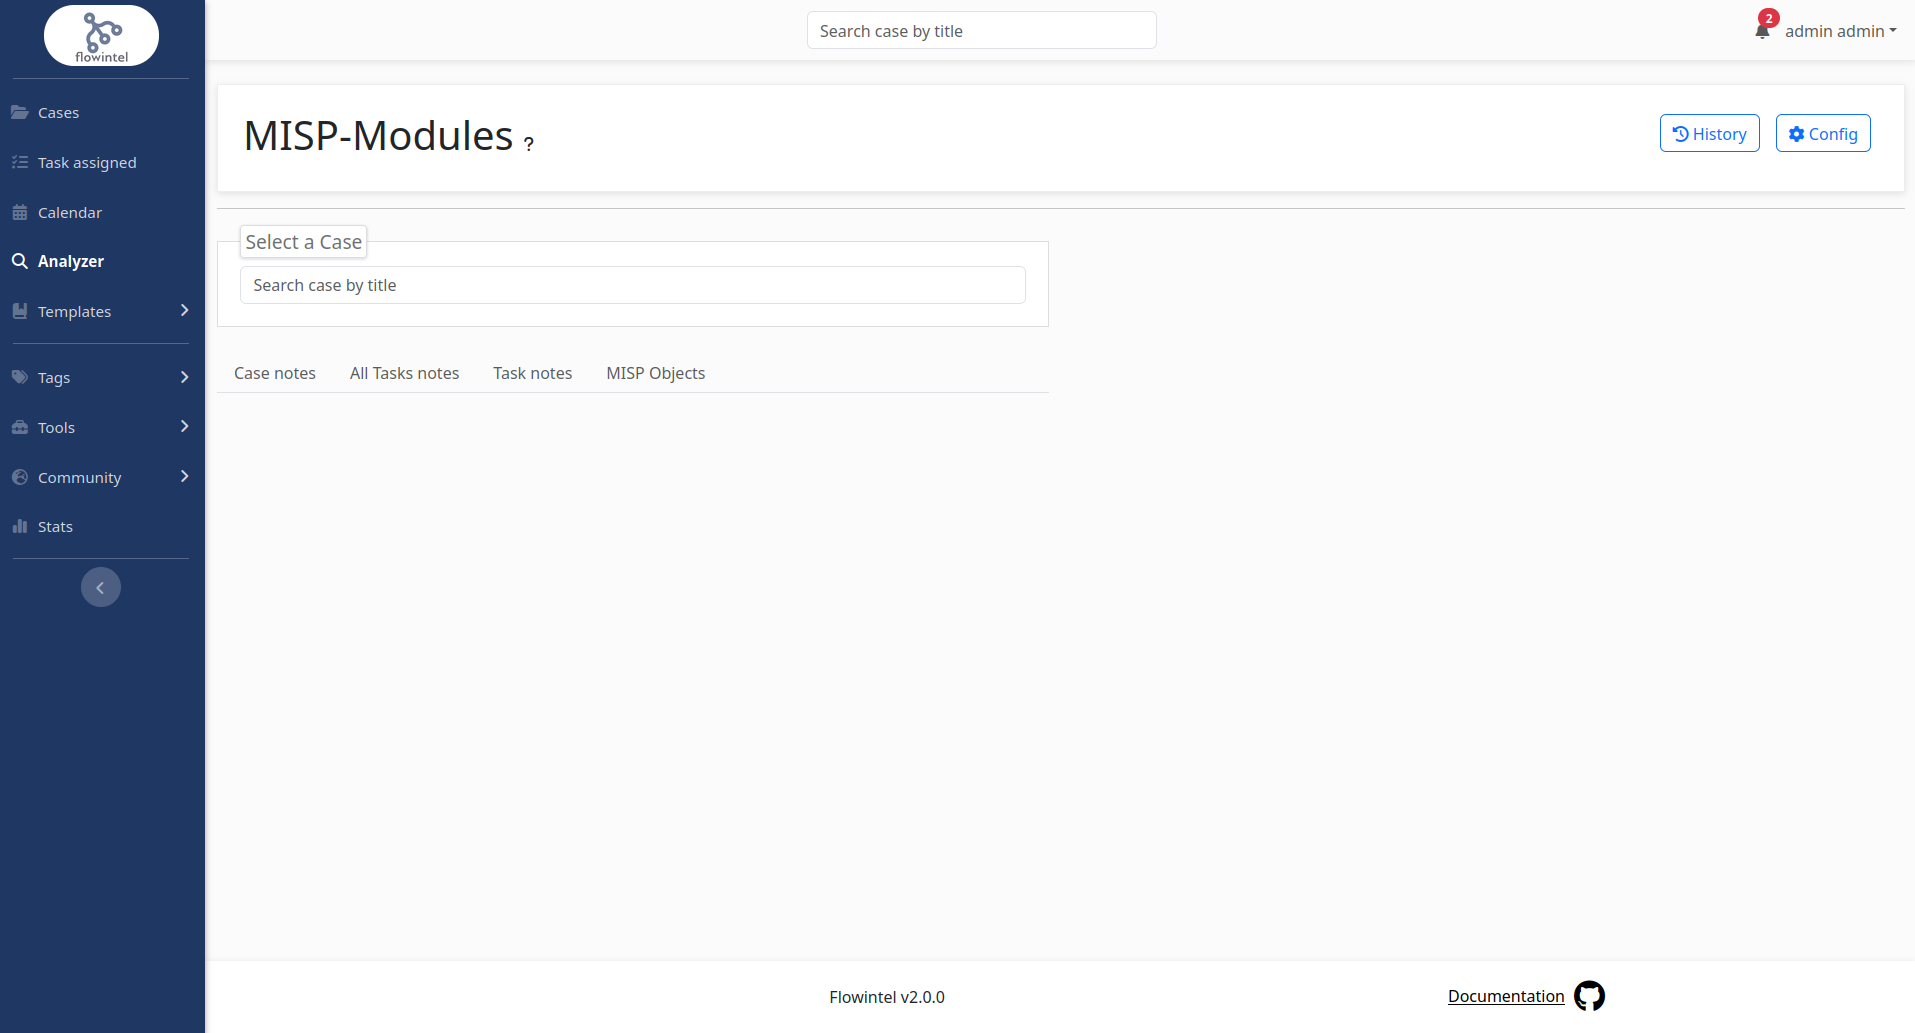 flowintel
Search case by title
2
admin admin
Cases
Task assigned
Calendar
Analyzer
Templates
Tags
Tools
Community
Stats
MISP-Modules ?
History
Config
Select a Case
Search case by title
Case notes
All Tasks notes
Task notes
MISP Objects
Flowintel v2.0.0
Documentation